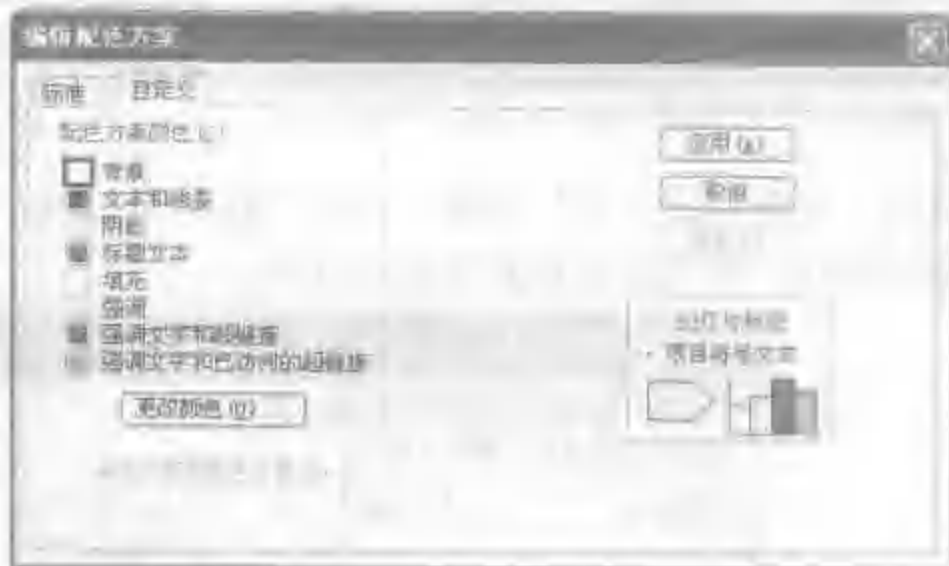 编辑配色方案
标准 自定义
配色方案颜色(C)
背景
文本和线条
阴影
标题文本
填充
强调
强调文字和超链接
强调文字和已访问的超链接
更改颜色(O)
应用(A)
取消
幻灯片标题
· 项目符号文本